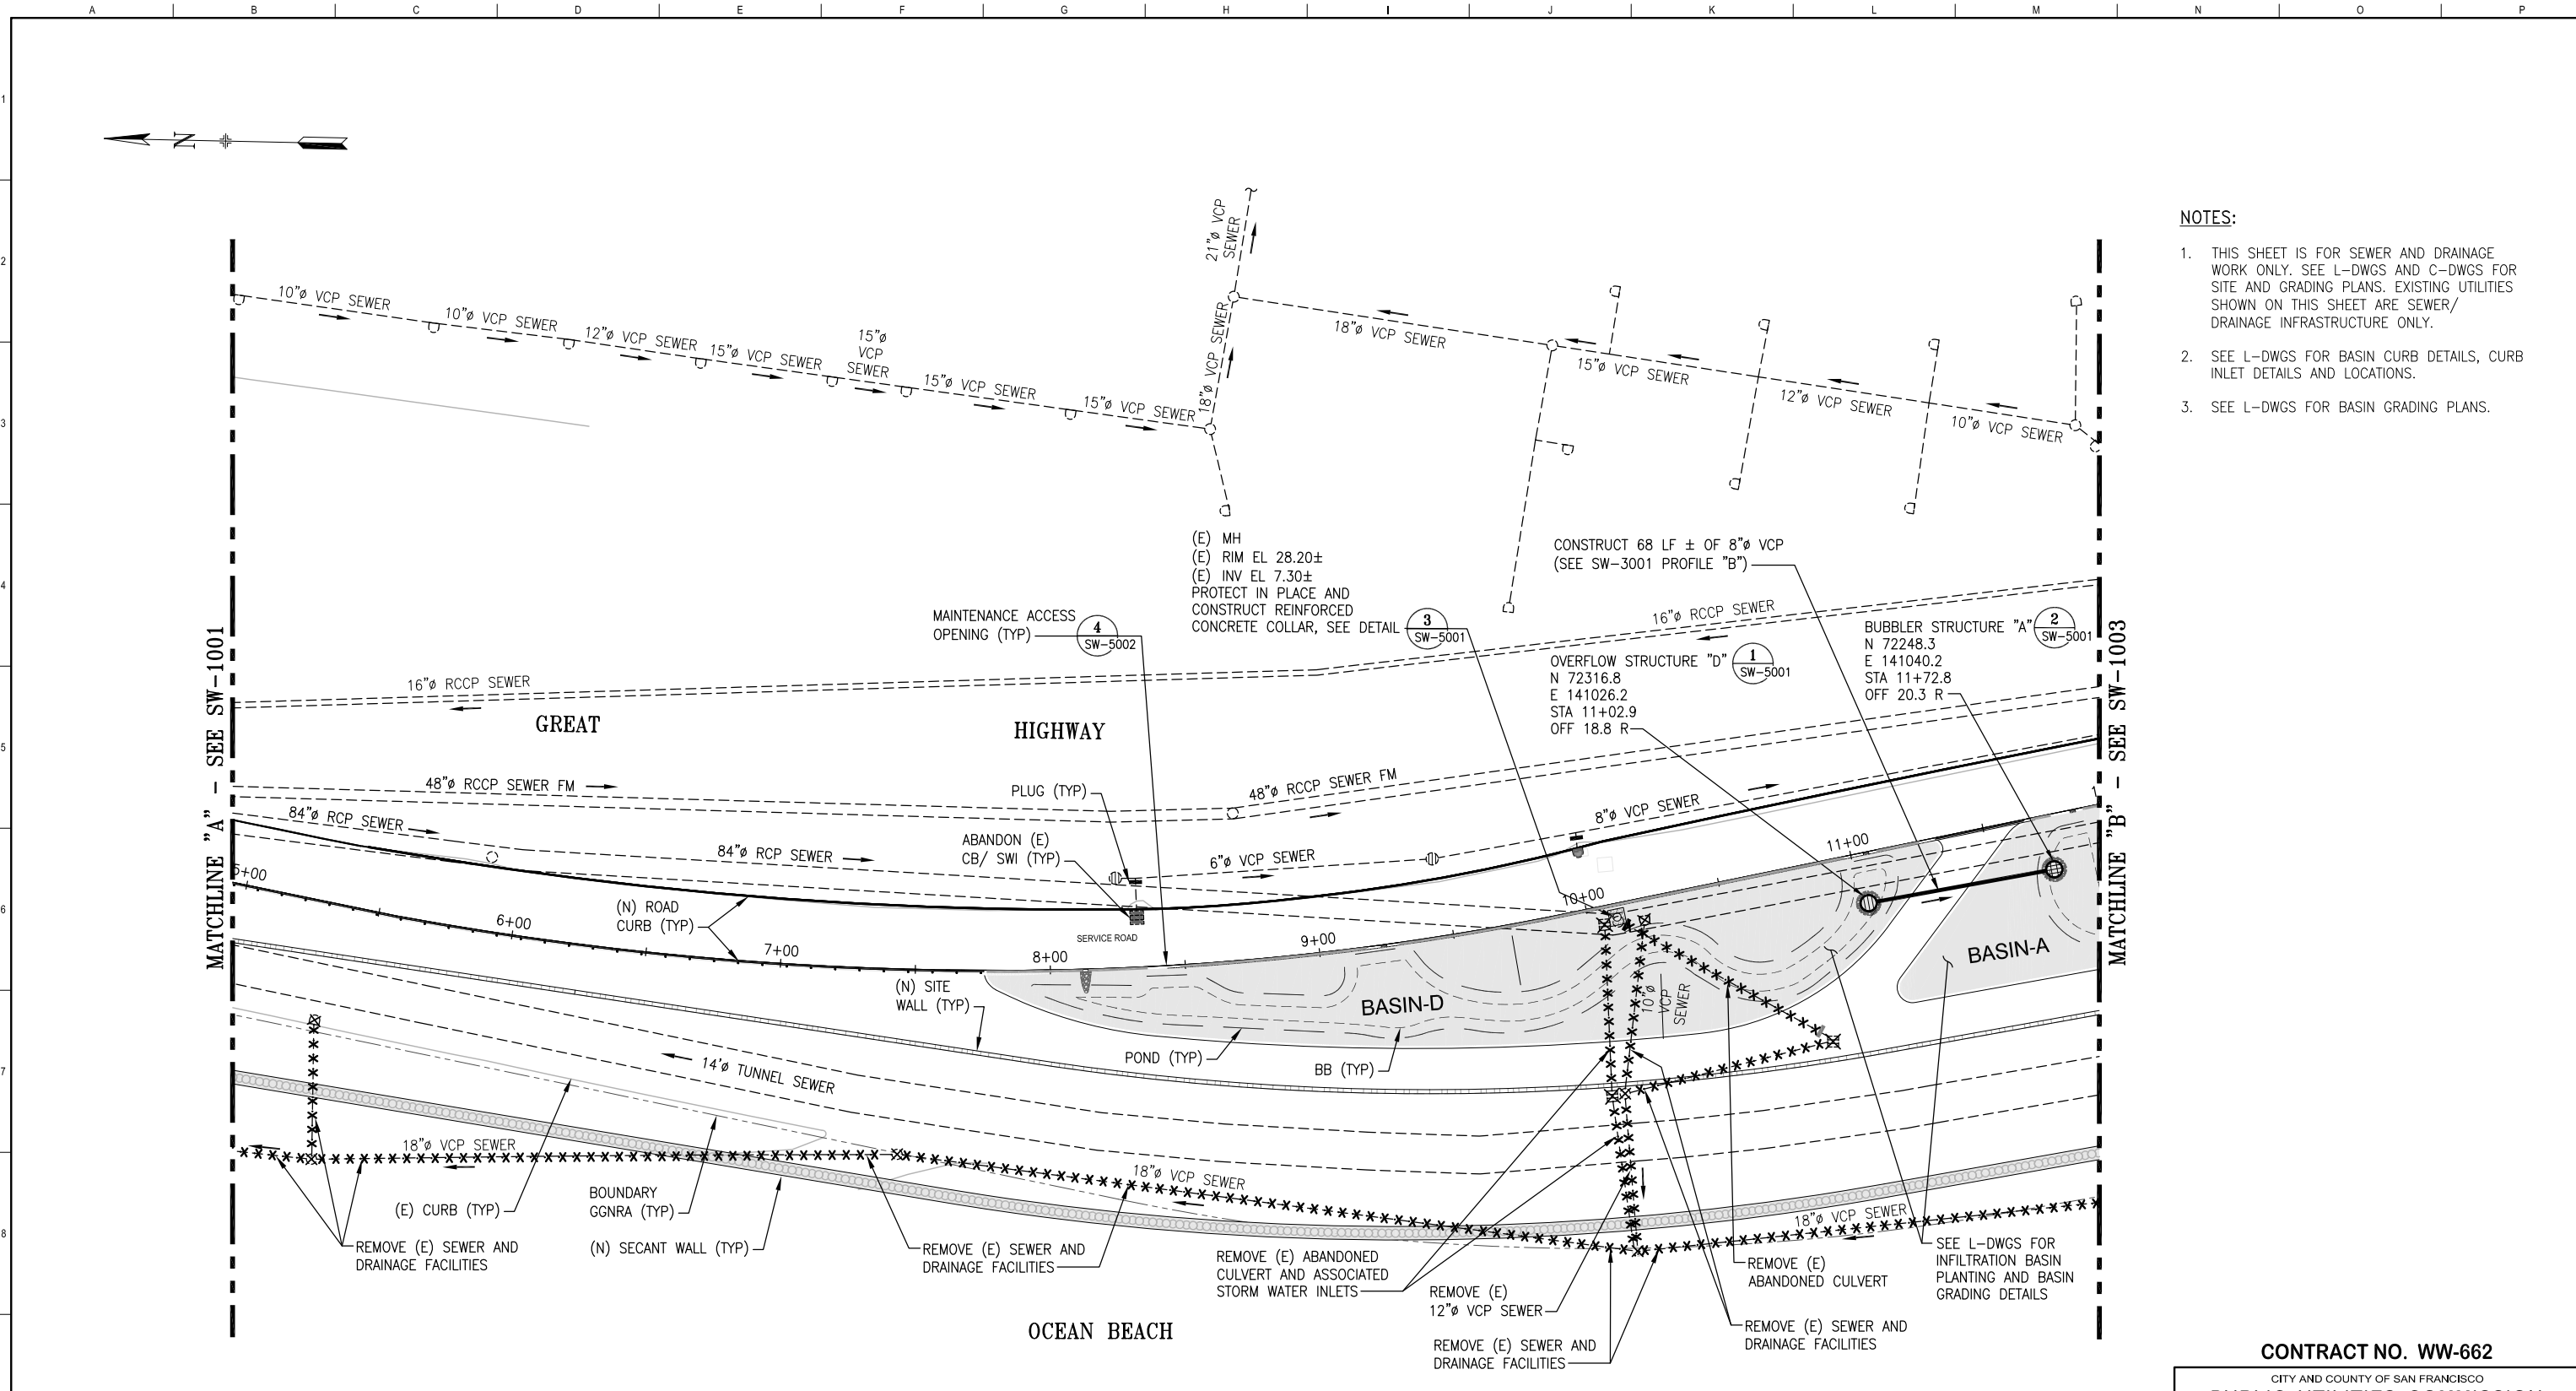 A B C D E F G H I J K L M N O P
1
2
3
4
5
6
7
8
N
NOTES:
1. THIS SHEET IS FOR SEWER AND DRAINAGE
WORK ONLY. SEE L-DWGS AND C-DWGS FOR
SITE AND GRADING PLANS. EXISTING UTILITIES
SHOWN ON THIS SHEET ARE SEWER/
DRAINAGE INFRASTRUCTURE ONLY.
2. SEE L-DWGS FOR BASIN CURB DETAILS, CURB
INLET DETAILS AND LOCATIONS.
3. SEE L-DWGS FOR BASIN GRADING PLANS.
MATCHLINE "A" - SEE SW-1001
10"ø VCP SEWER
10"ø VCP SEWER
12"ø VCP SEWER
15"ø VCP SEWER
15"ø
VCP
SEWER
15"ø VCP SEWER
15"ø VCP SEWER
18"ø VCP SEWER
21"ø VCP
SEWER
18"ø VCP SEWER
15"ø VCP SEWER
12"ø VCP SEWER
10"ø VCP SEWER
(E) MH
(E) RIM EL 28.20±
(E) INV EL 7.30±
PROTECT IN PLACE AND
CONSTRUCT REINFORCED
CONCRETE COLLAR, SEE DETAIL
3
SW-5001
CONSTRUCT 68 LF ± OF 8"ø VCP
(SEE SW-3001 PROFILE "B")
MAINTENANCE ACCESS
OPENING (TYP)
4
SW-5002
16"ø RCCP SEWER
OVERFLOW STRUCTURE "D"
N 72316.8
E 141026.2
STA 11+02.9
OFF 18.8 R
1
SW-5001
BUBBLER STRUCTURE "A"
N 72248.3
E 141040.2
STA 11+72.8
OFF 20.3 R
2
SW-5001
16"ø RCCP SEWER
GREAT
HIGHWAY
48"ø RCCP SEWER FM
48"ø RCCP SEWER FM
84"ø RCP SEWER
84"ø RCP SEWER
PLUG (TYP)
ABANDON (E)
CB/ SWI (TYP)
6"ø VCP SEWER
8"ø VCP SEWER
5+00
6+00
7+00
8+00
9+00
10+00
11+00
(N) ROAD
CURB (TYP)
SERVICE ROAD
(N) SITE
WALL (TYP)
BASIN-D
BASIN-A
10"ø
VCP
SEWER
POND (TYP)
BB (TYP)
14'ø TUNNEL SEWER
18"ø VCP SEWER
18"ø VCP SEWER
18"ø VCP SEWER
(E) CURB (TYP)
BOUNDARY
GGNRA (TYP)
(N) SECANT WALL (TYP)
REMOVE (E) SEWER AND
DRAINAGE FACILITIES
REMOVE (E) SEWER AND
DRAINAGE FACILITIES
REMOVE (E) ABANDONED
CULVERT AND ASSOCIATED
STORM WATER INLETS
REMOVE (E)
12"ø VCP SEWER
REMOVE (E) SEWER AND
DRAINAGE FACILITIES
REMOVE (E)
ABANDONED CULVERT
REMOVE (E) SEWER AND
DRAINAGE FACILITIES
SEE L-DWGS FOR
INFILTRATION BASIN
PLANTING AND BASIN
GRADING DETAILS
OCEAN BEACH
MATCHLINE "B" - SEE SW-1003
CONTRACT NO. WW-662
CITY AND COUNTY OF SAN FRANCISCO
PUBLIC UTILITIES COMMISSION